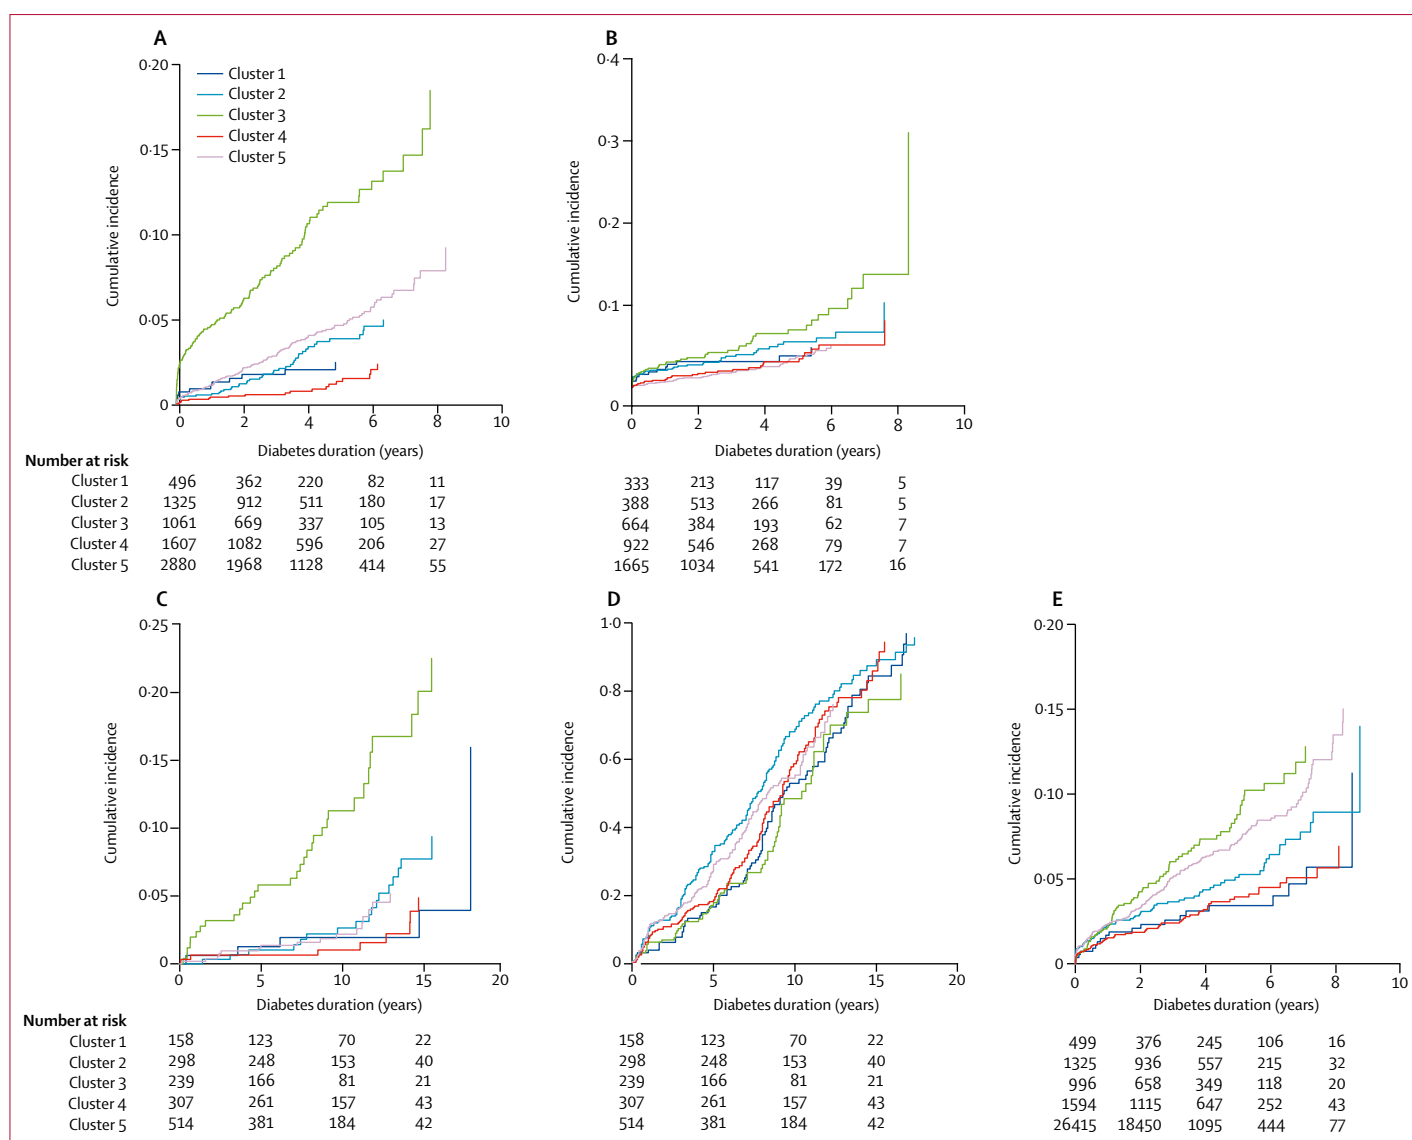 A
0·20
0·15
0·10
0·05
0
Cumulative incidence
Cluster 1
Cluster 2
Cluster 3
Cluster 4
Cluster 5
0 2 4 6 8 10
Diabetes duration (years)
B
0·4
0·3
0·2
0·1
0
Cumulative incidence
0 2 4 6 8 10
Diabetes duration (years)
Number at risk
Cluster 1 496 362 220 82 11 333 213 117 39 5
Cluster 2 1325 912 511 180 17 388 513 266 81 5
Cluster 3 1061 669 337 105 13 664 384 193 62 7
Cluster 4 1607 1082 596 206 27 922 546 268 79 7
Cluster 5 2880 1968 1128 414 55 1665 1034 541 172 16
C
0·25
0·20
0·15
0·10
0·05
0
Cumulative incidence
0 5 10 15 20
Diabetes duration (years)
D
1·0
0·8
0·6
0·4
0·2
0
Cumulative incidence
0 5 10 15 20
Diabetes duration (years)
E
0·20
0·15
0·10
0·05
0
Cumulative incidence
0 2 4 6 8 10
Diabetes duration (years)
Number at risk
Cluster 1 158 123 70 22 158 123 70 22 499 376 245 106 16
Cluster 2 298 248 153 40 298 248 153 40 1325 936 557 215 32
Cluster 3 239 166 81 21 239 166 81 21 996 658 349 118 20
Cluster 4 307 261 157 43 307 261 157 43 1594 1115 647 252 43
Cluster 5 514 381 184 42 514 381 184 42 26415 18450 1095 444 77